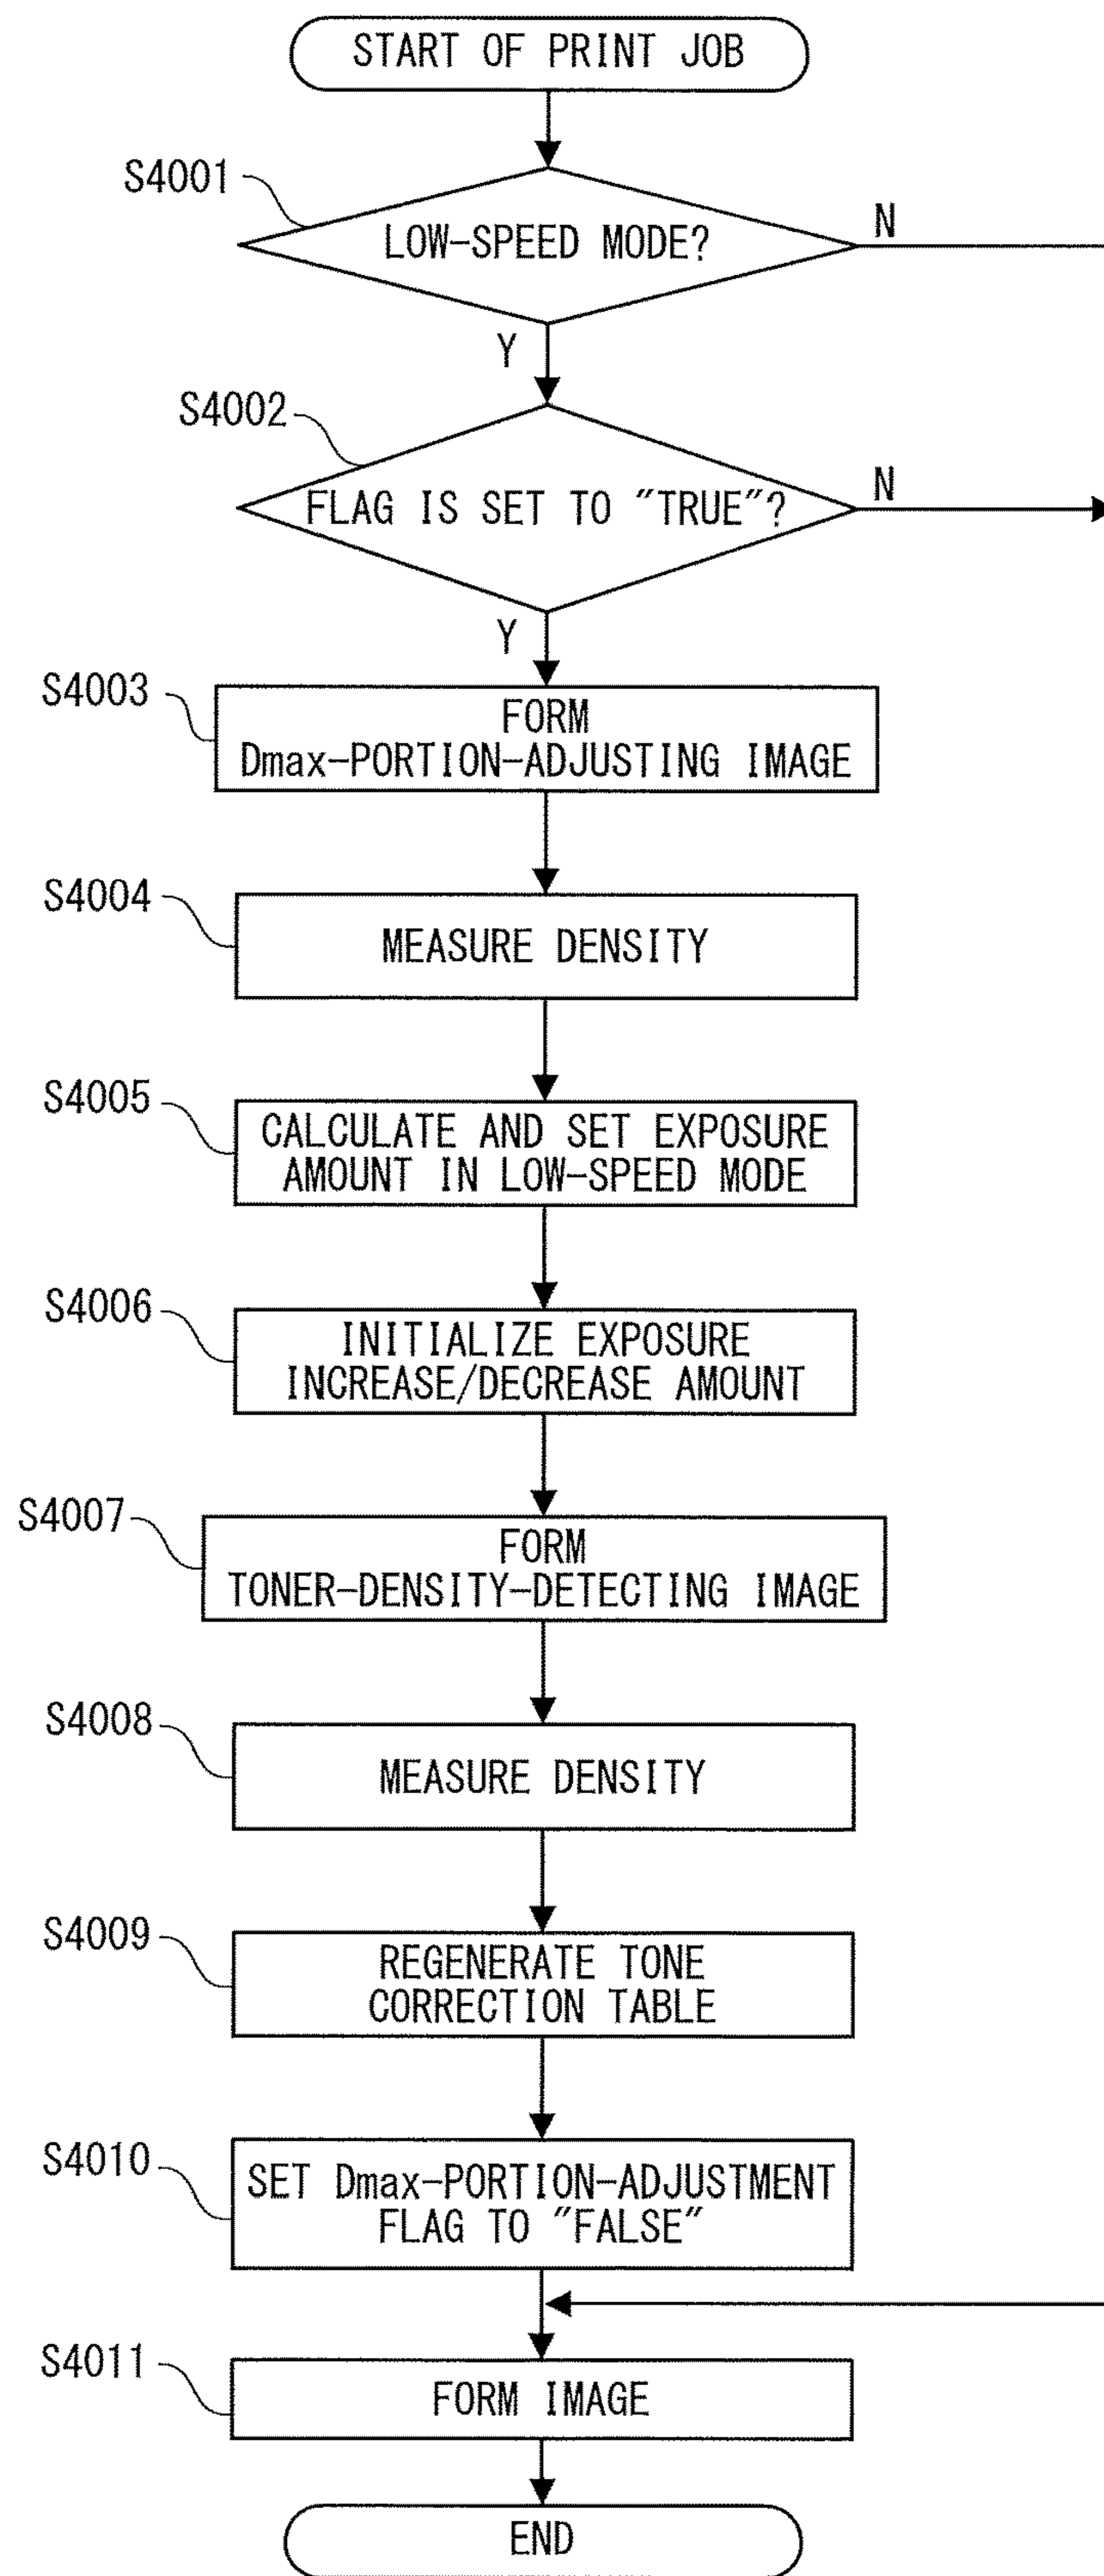 START OF PRINT JOB
S4001
LOW-SPEED MODE?
N
Y
S4002
FLAG IS SET TO "TRUE"?
N
Y
S4003
FORM
Dmax-PORTION-ADJUSTING IMAGE
S4004
MEASURE DENSITY
S4005
CALCULATE AND SET EXPOSURE
AMOUNT IN LOW-SPEED MODE
S4006
INITIALIZE EXPOSURE
INCREASE/DECREASE AMOUNT
S4007
FORM
TONER-DENSITY-DETECTING IMAGE
S4008
MEASURE DENSITY
S4009
REGENERATE TONE
CORRECTION TABLE
S4010
SET Dmax-PORTION-ADJUSTMENT
FLAG TO "FALSE"
S4011
FORM IMAGE
END